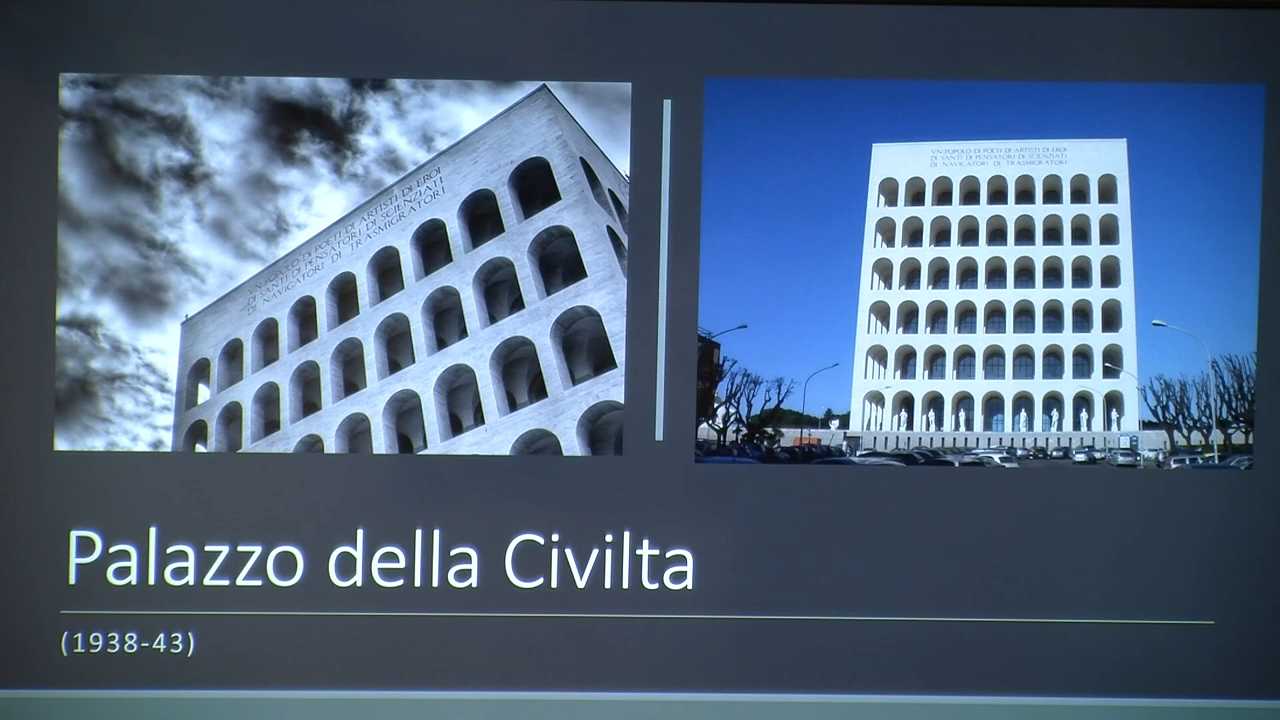 VN POPOLO DI POETI DI ARTISTI DI EROI
DI SANTI DI PENSATORI DI SCIENZIATI
DI NAVIGATORI DI TRASMIGRATORI
VN POPOLO DI POETI DI ARTISTI DI EROI
DI SANTI DI PENSATORI DI SCIENZIATI
DI NAVIGATORI DI TRASMIGRATORI
Palazzo della Civilta
(1938-43)